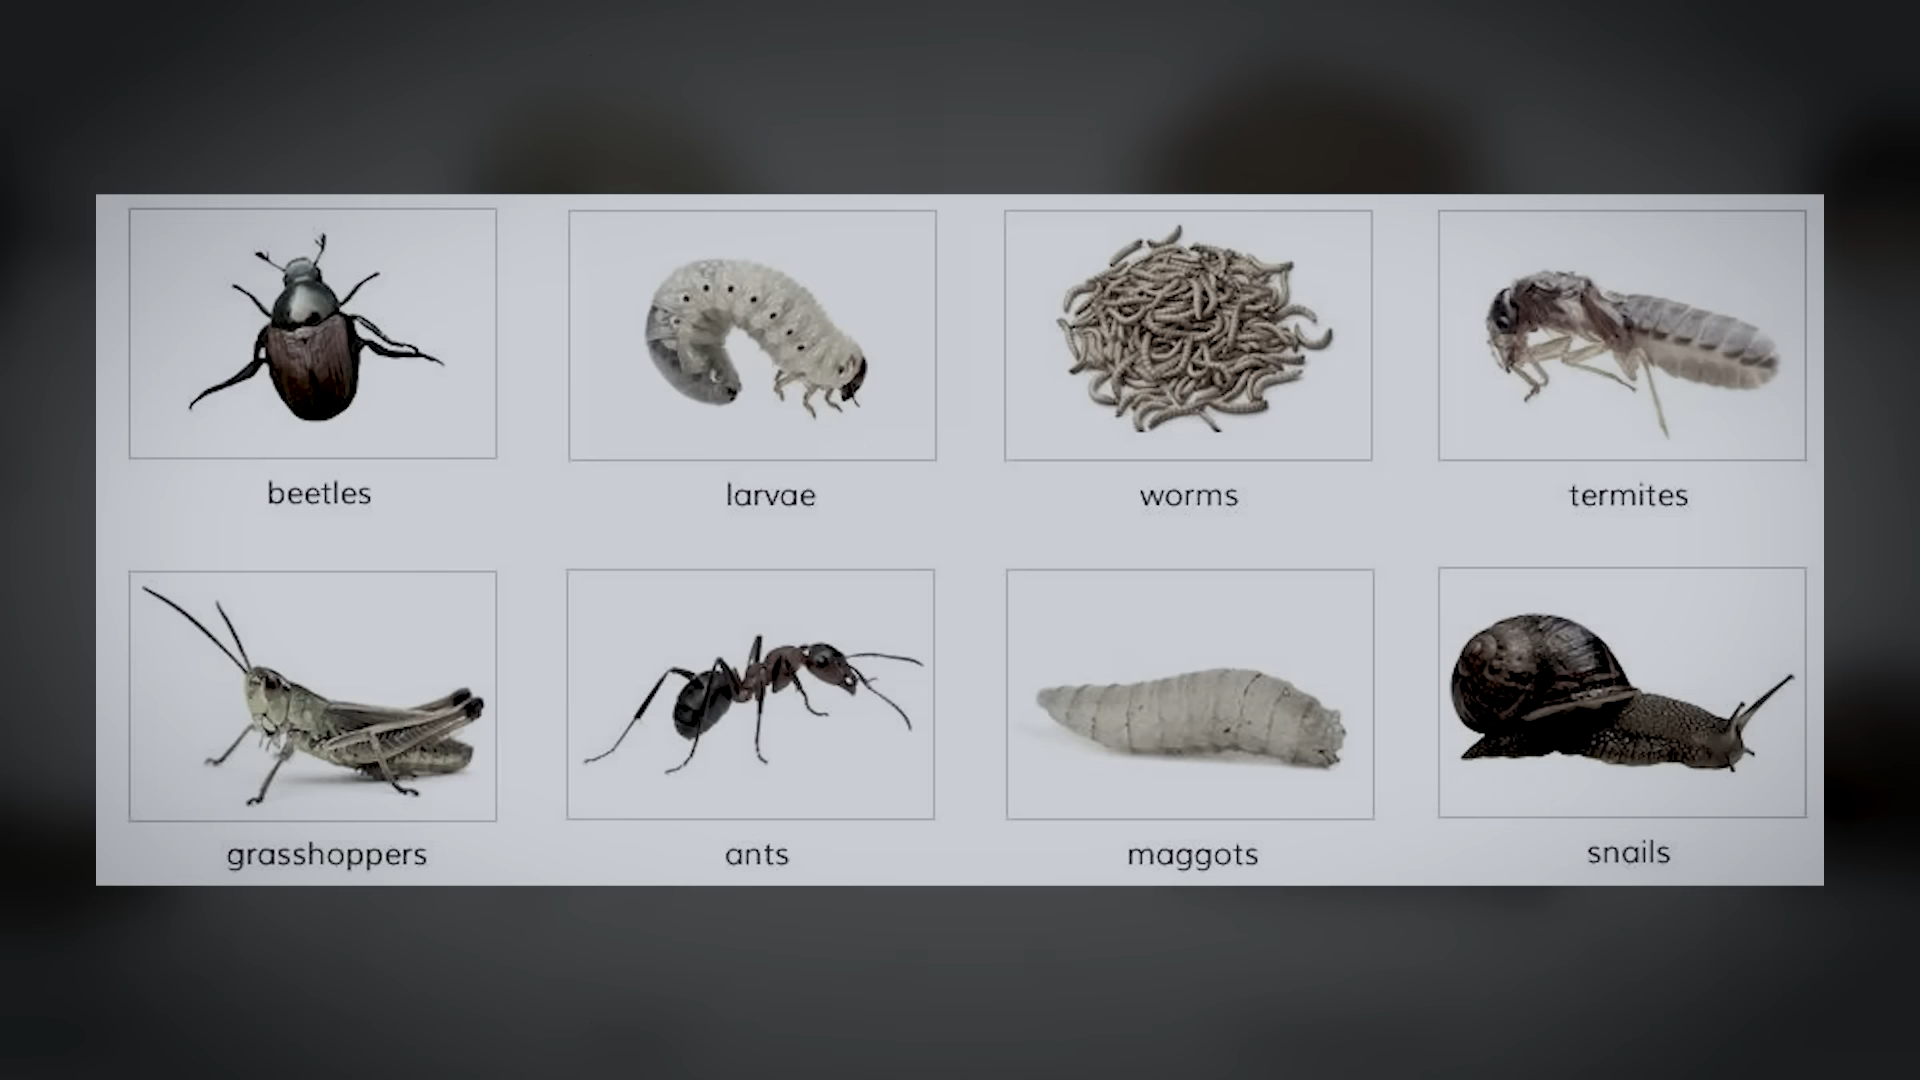 beetles
larvae
worms
termites
grasshoppers
ants
maggots
snails